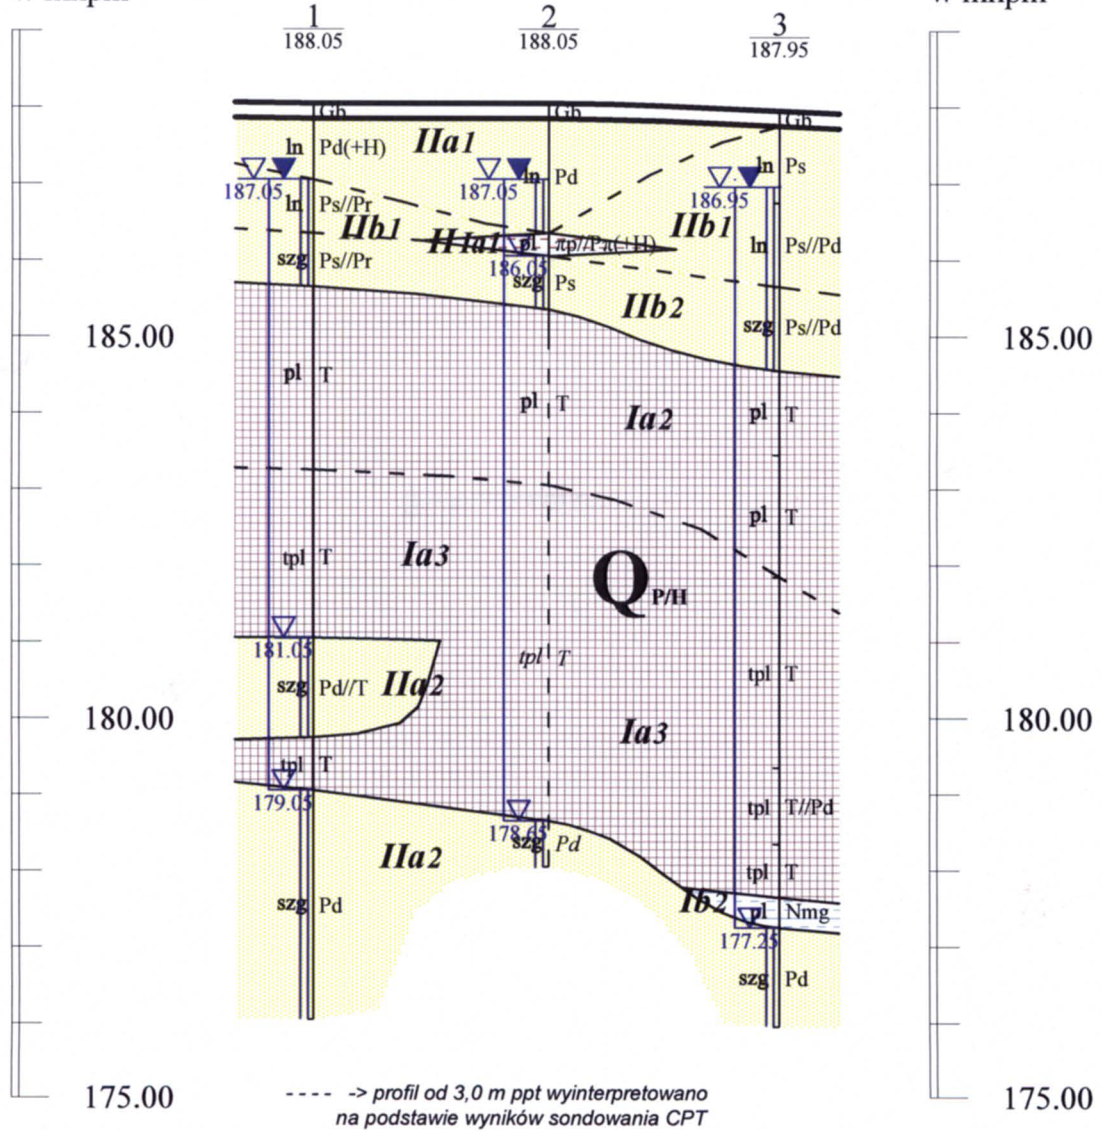 1 2 3
188.05 188.05 187.95
Gb Gb Gb
ln Pd(+H) IIa1
ln Pd ln Ps
187.05 187.05 186.95
ln Ps//Pr IIb1 IIb1
IIa1 pl πp//Pπ(+H) ln Ps//Pd
szg Ps//Pr 186.05
szg Ps IIb2
szg Ps//Pd
185.00 185.00
pl T pl T Ia2 pl T
pl T
tpl T Ia3 Q P/H
181.05 tpl T tpl T
szg Pd//T IIa2
180.00 Ia3 180.00
tpl T
179.05 tpl T//Pd
178.65
szg Pd
IIa2 tpl T
szg Pd Ib2 pl Nmg
177.25
szg Pd
175.00 175.00
---- -> profil od 3,0 m ppt wyinterpretowano
na podstawie wyników sondowania CPT